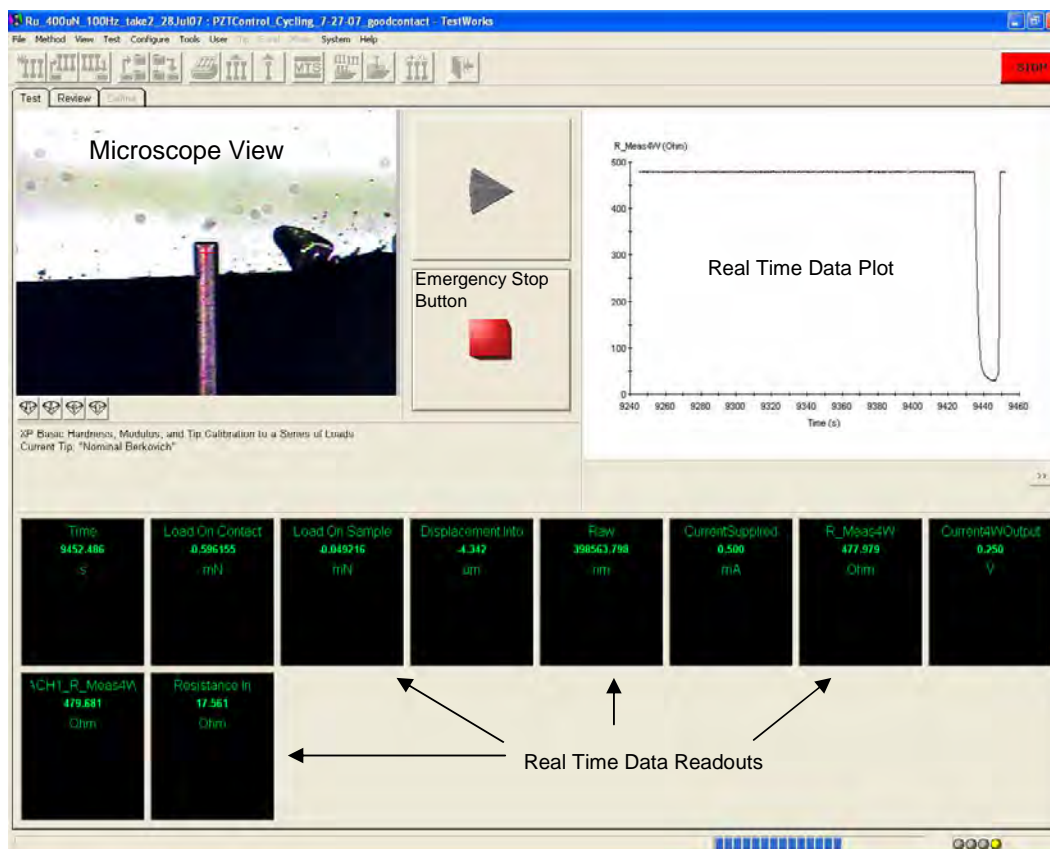 Ru_400uN_100Hz_take2_28Jul07 : PZTControl_Cycling_7-27-07_goodcontact - TestWorks
File Method View Test Configure Tools User System Help
MTS
STOP
Test Review
Microscope View
Emergency Stop
Button
R_Meas4W (Ohm)
500
400
300
200
100
0
Real Time Data Plot
9240 9260 9280 9300 9320 9340 9360 9380 9400 9420 9440 9460
Time (s)
XP Basic Hardness, Modulus, and Tip Calibration to a Series of Loads
Current Tip: "Nominal Berkovich"
>>
Time Load On Contact Load On Sample Displacement Into Raw CurrentSupplied R_Meas4W Current4WOutput
9452.486 -0.596155 -0.049216 -4.342 398563.798 0.500 477.979 0.250
s mN mN um nm mA Ohm V
\CH1_R_Meas4W Resistance In
479.681 17.561
Ohm Ohm
Real Time Data Readouts